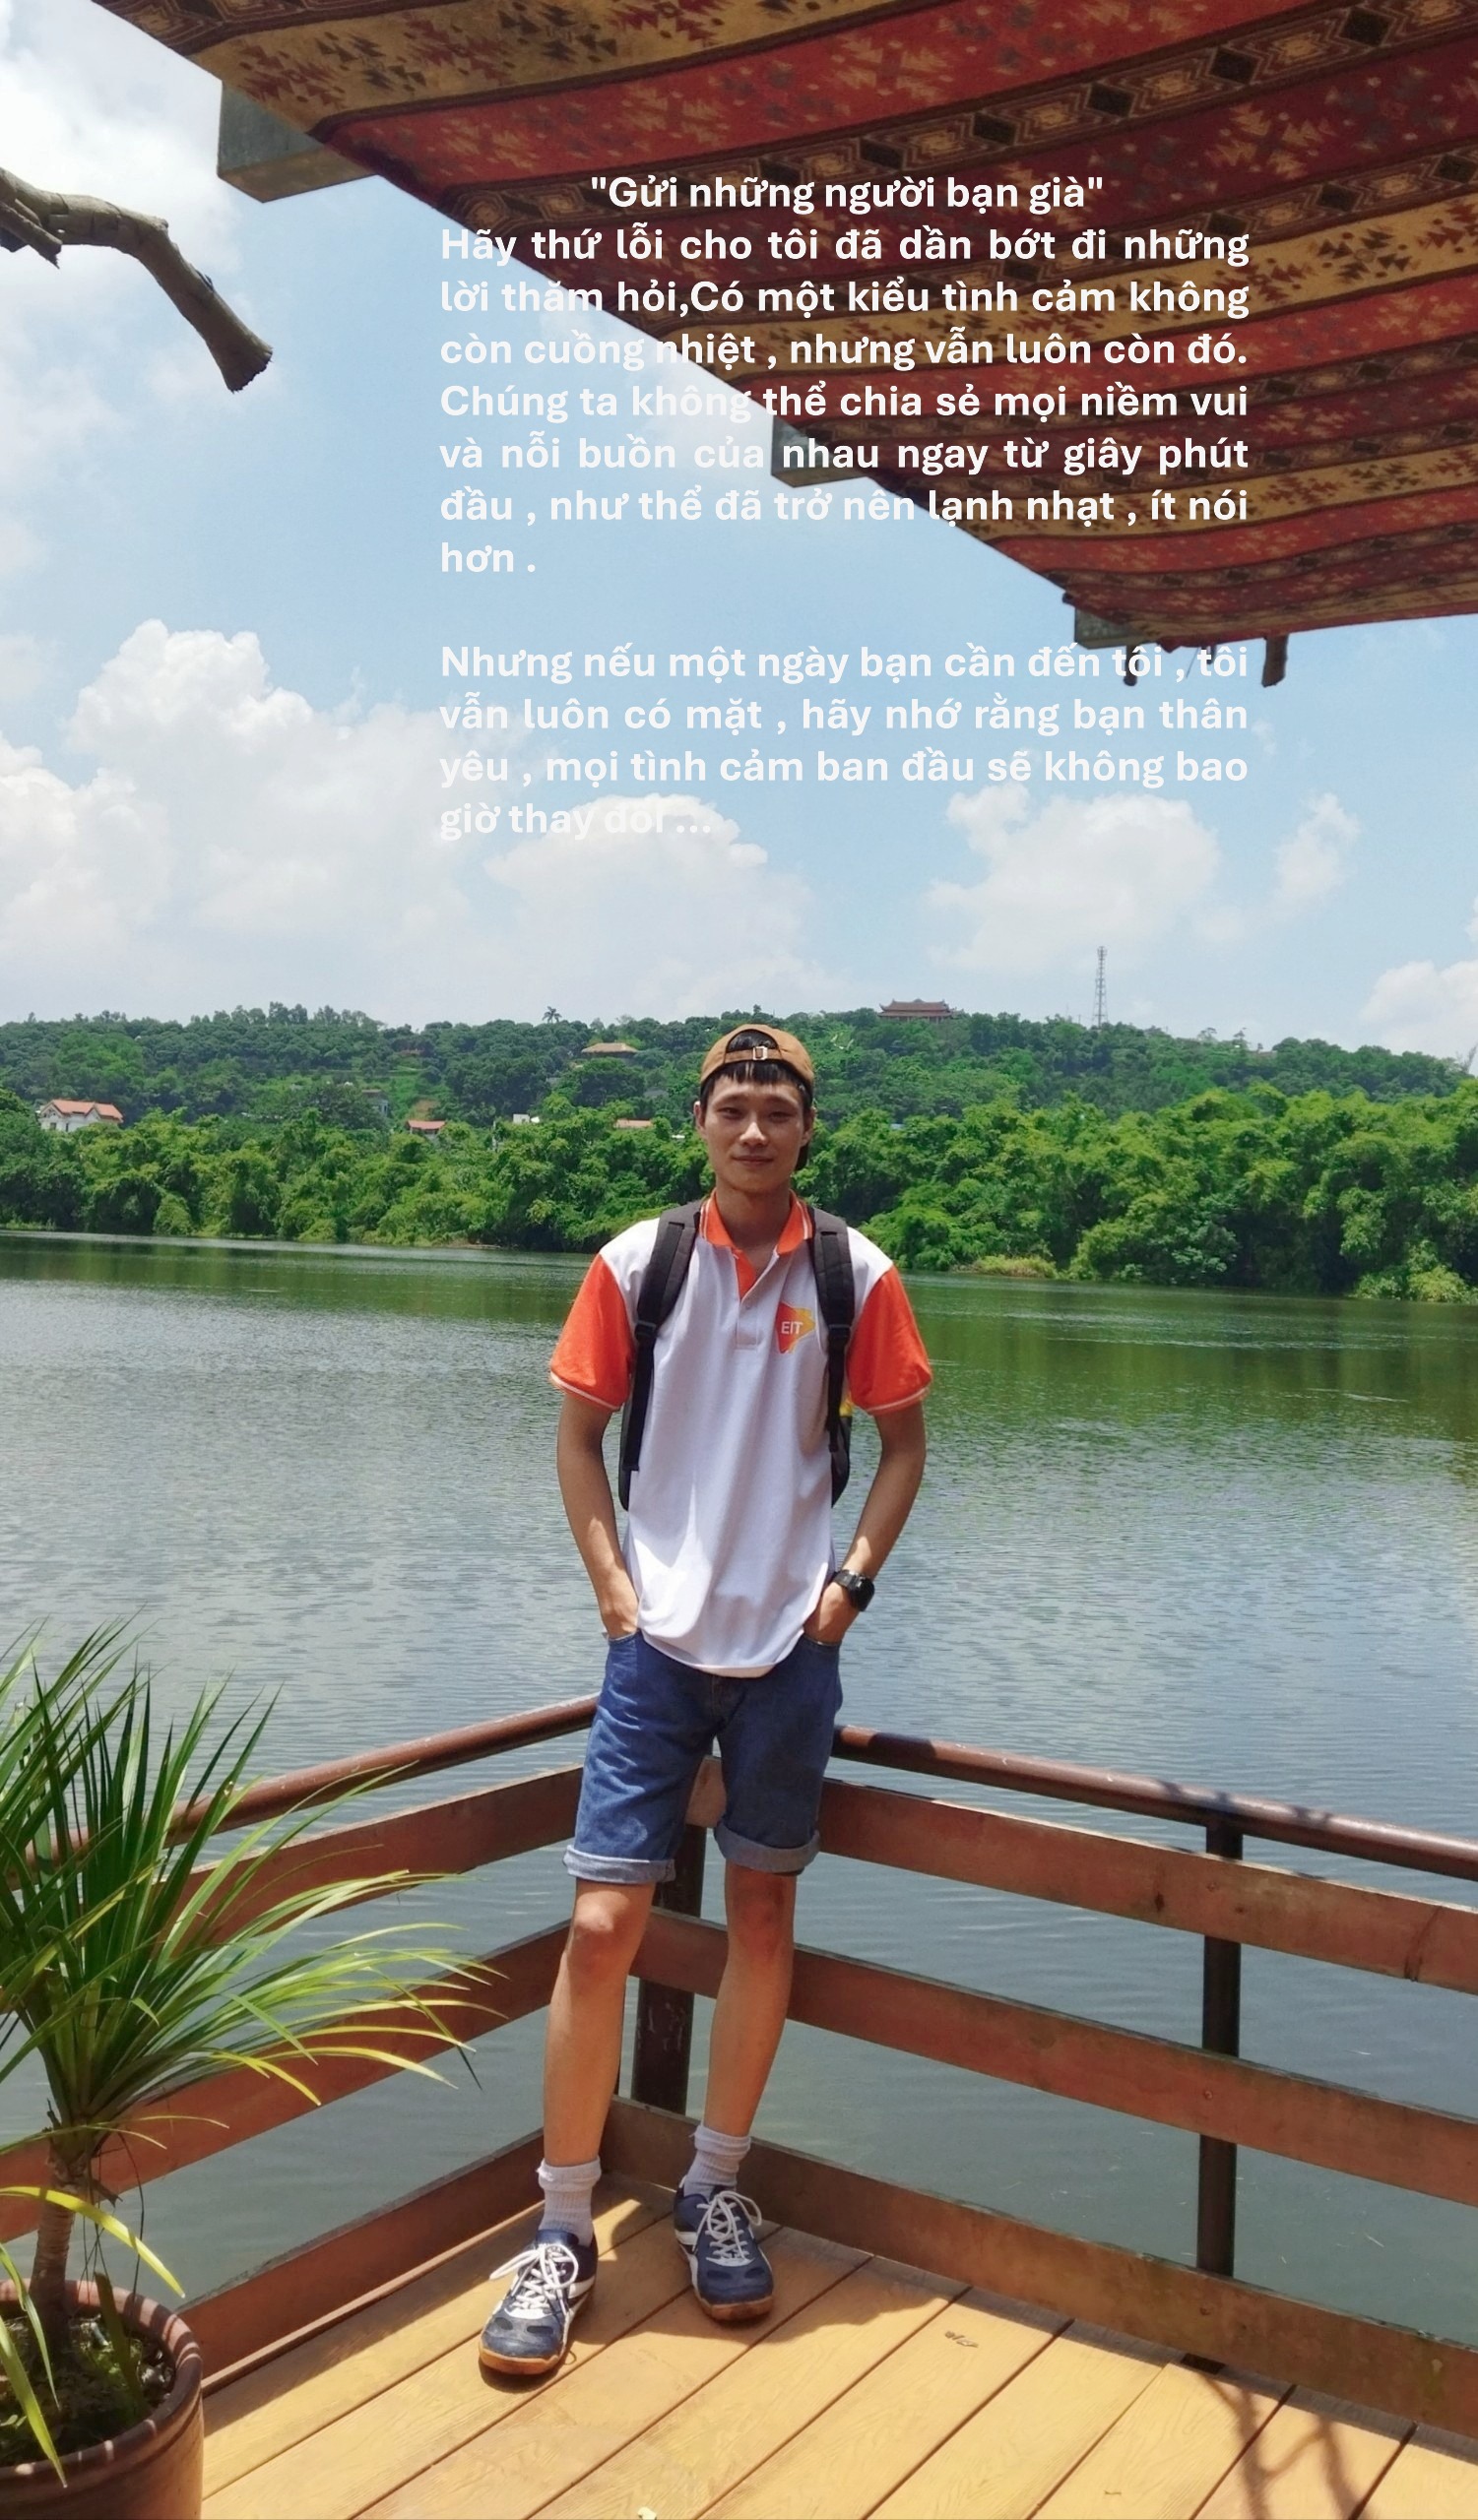 "Gửi những người bạn già"
Hãy thứ lỗi cho tôi đã dần bớt đi những
lời thăm hỏi,Có một kiểu tình cảm không
còn cuồng nhiệt , nhưng vẫn luôn còn đó.
Chúng ta không thể chia sẻ mọi niềm vui
và nỗi buồn của nhau ngay từ giây phút
đầu , như thể đã trở nên lạnh nhạt , ít nói
hơn .
Nhưng nếu một ngày bạn cần đến tôi , tôi
vẫn luôn có mặt , hãy nhớ rằng bạn thân
yêu , mọi tình cảm ban đầu sẽ không bao
giờ thay dổi ...
EIT